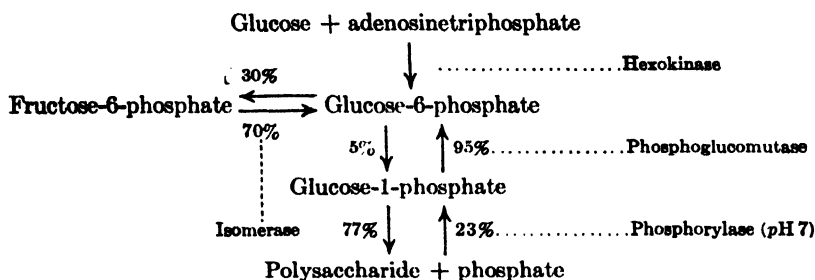 Glucose + adenosinetriphosphate
Hexokinase
30%
Fructose-6-phosphate Glucose-6-phosphate
70%
5% 95% Phosphoglucomutase
Glucose-1-phosphate
Isomerase 77% 23% Phosphorylase (pH 7)
Polysaccharide + phosphate